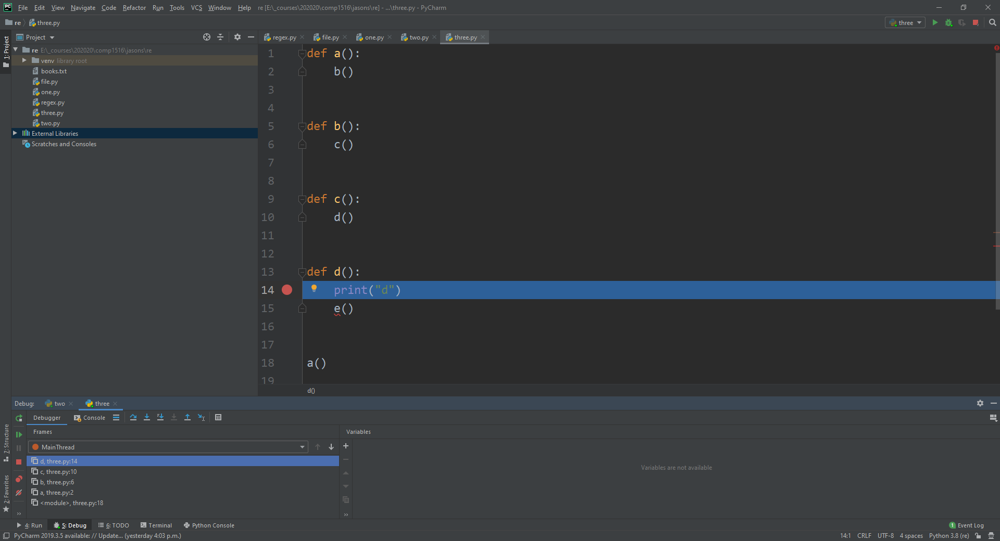 PC File Edit View Navigate Code Refactor Run Tools VCS Window Help re [E:\_courses\202020\comp1516\jasons\re] - ...\three.py - PyCharm
re three.py three
1: Project
Project
regex.py file.py one.py two.py three.py
re E:\_courses\202020\comp1516\jasons\re
venv library root
books.txt
file.py
one.py
regex.py
three.py
two.py
External Libraries
Scratches and Consoles
1 def a():
2     b()
3
4
5 def b():
6     c()
7
8
9 def c():
10     d()
11
12
13 def d():
14     print("d")
15     e()
16
17
18 a()
19
d()
Debug: two three
Debugger Console
7: Structure
2: Favorites
Frames
MainThread
d, three.py:14
c, three.py:10
b, three.py:6
a, three.py:2
<module>, three.py:18
Variables
Variables are not available
4: Run 5: Debug 6: TODO Terminal Python Console 1 Event Log
PyCharm 2019.3.5 available: // Update... (yesterday 4:03 p.m.) 14:1 CRLF UTF-8 4 spaces Python 3.8 (re)